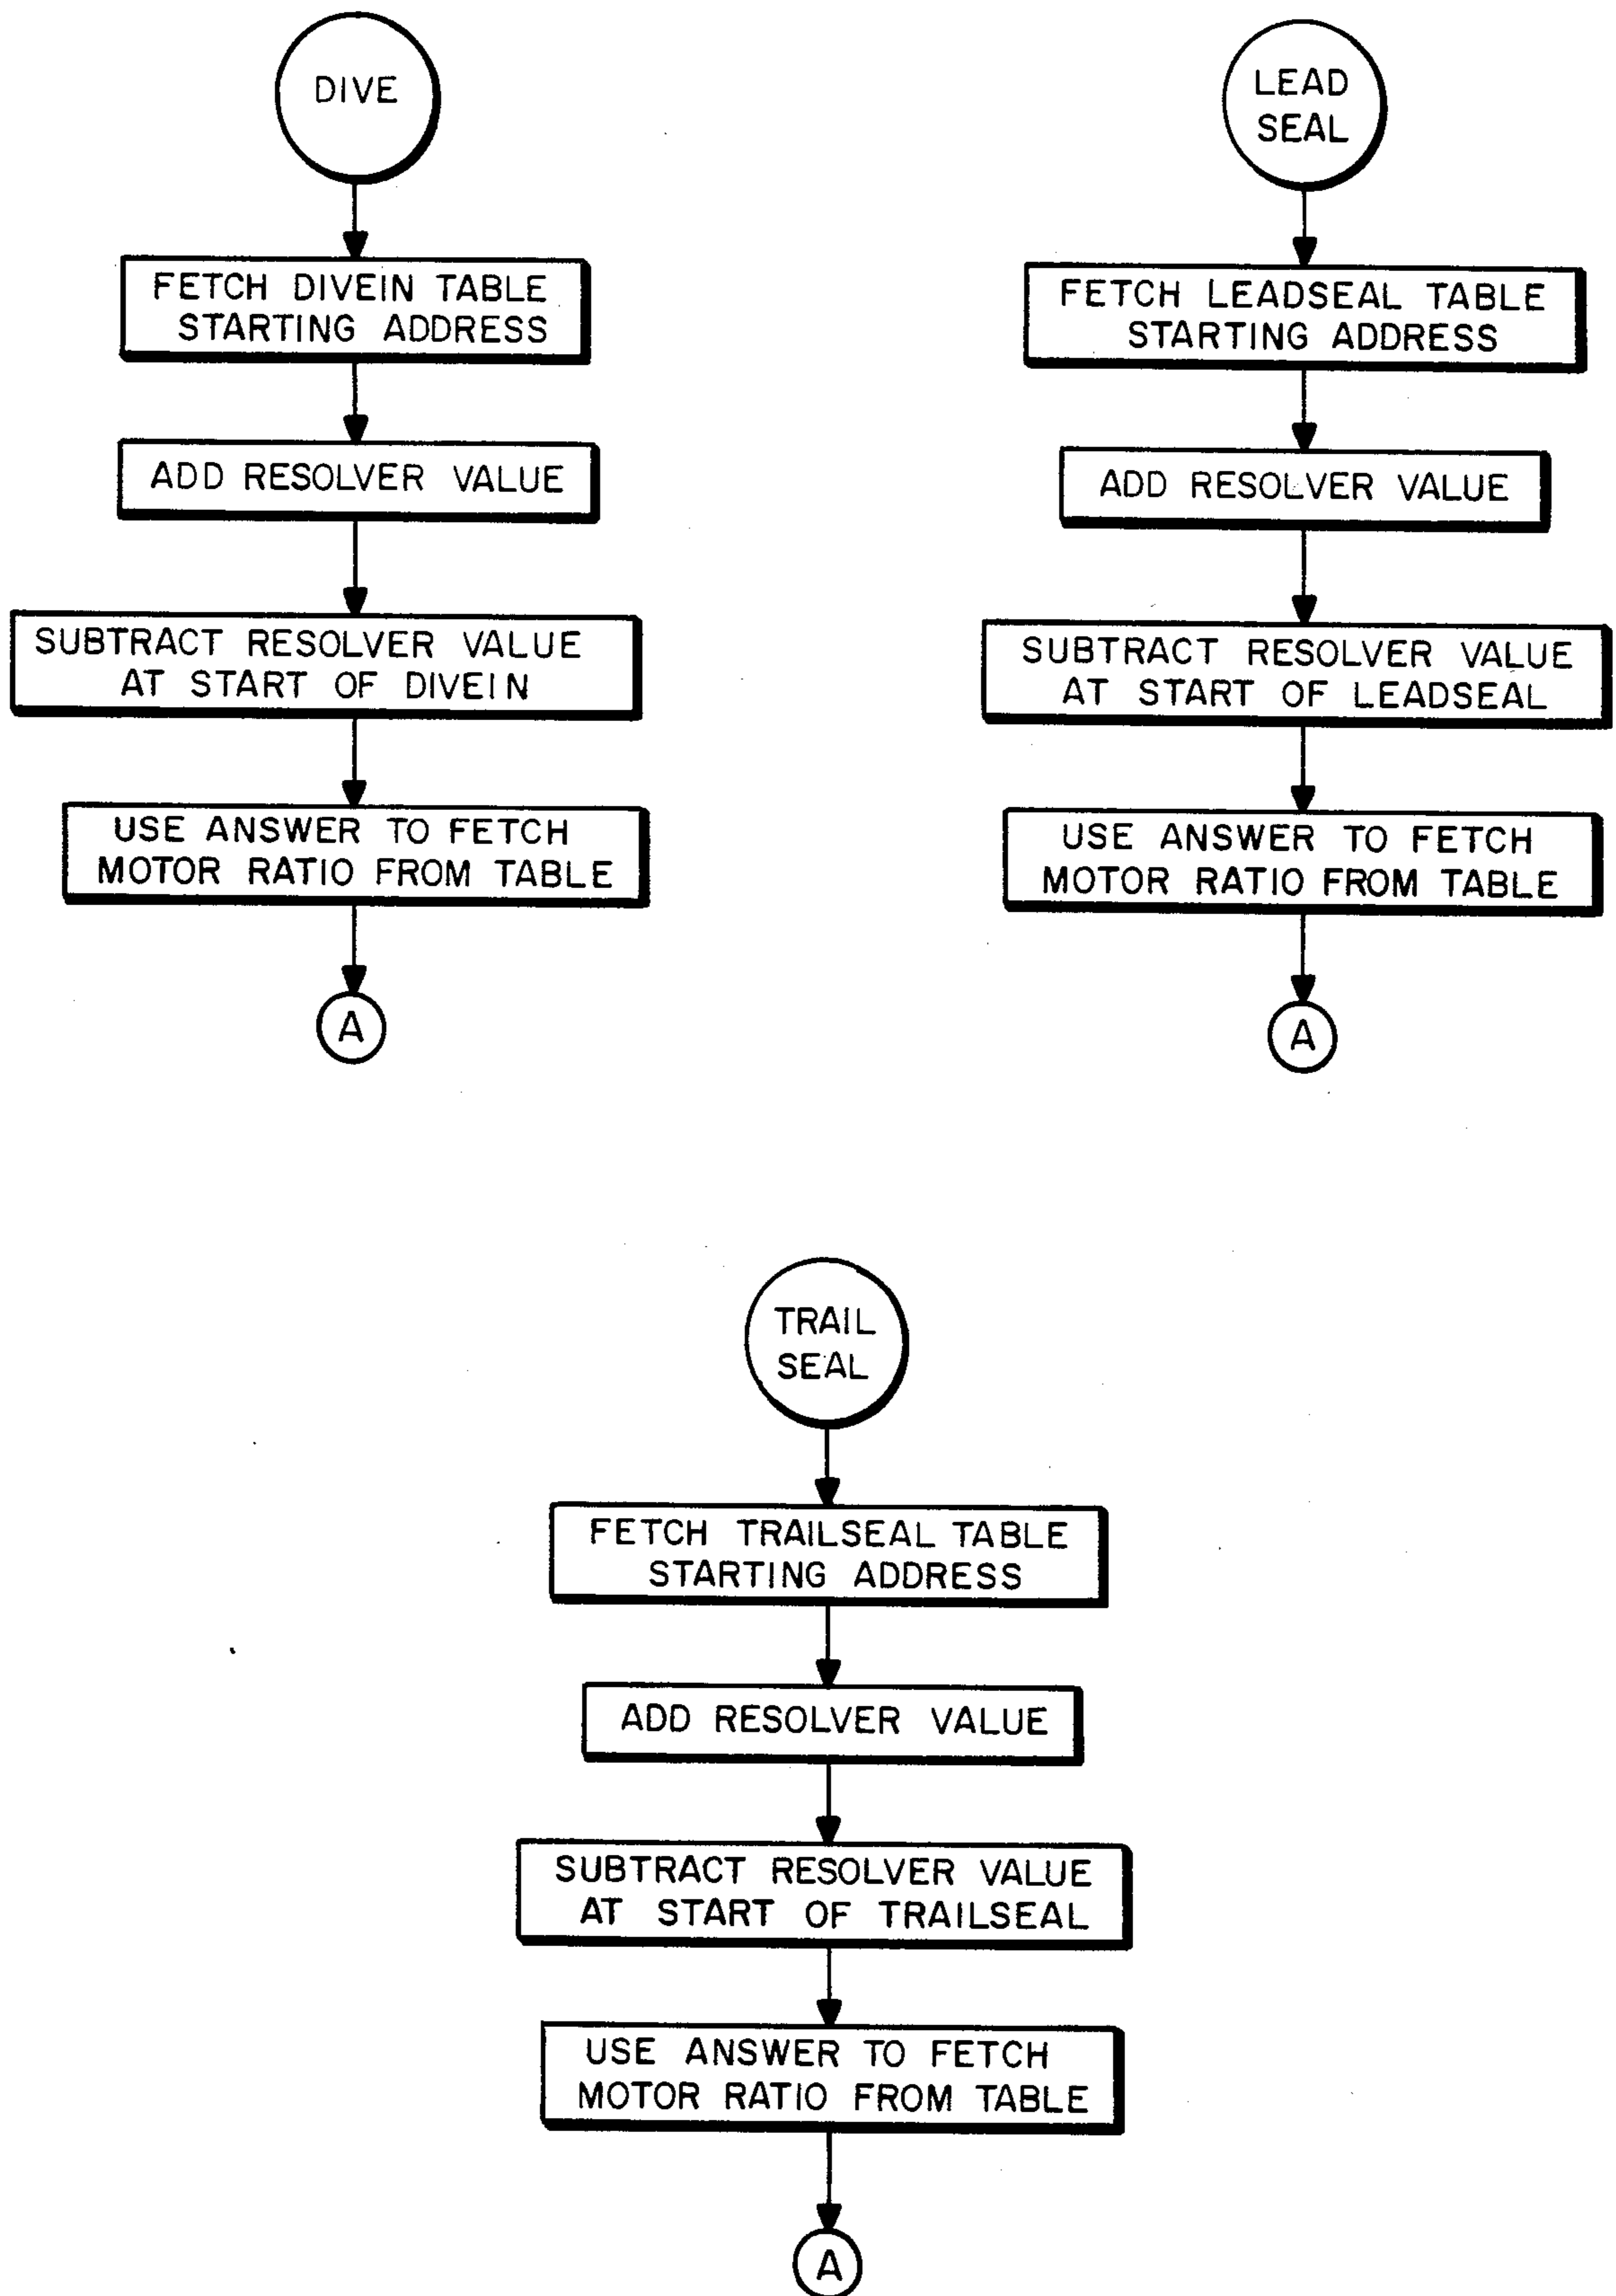 DIVE
FETCH DIVEIN TABLE
STARTING ADDRESS
ADD RESOLVER VALUE
SUBTRACT RESOLVER VALUE
AT START OF DIVEIN
USE ANSWER TO FETCH
MOTOR RATIO FROM TABLE
A
LEAD
SEAL
FETCH LEADSEAL TABLE
STARTING ADDRESS
ADD RESOLVER VALUE
SUBTRACT RESOLVER VALUE
AT START OF LEADSEAL
USE ANSWER TO FETCH
MOTOR RATIO FROM TABLE
A
TRAIL
SEAL
FETCH TRAILSEAL TABLE
STARTING ADDRESS
ADD RESOLVER VALUE
SUBTRACT RESOLVER VALUE
AT START OF TRAILSEAL
USE ANSWER TO FETCH
MOTOR RATIO FROM TABLE
A